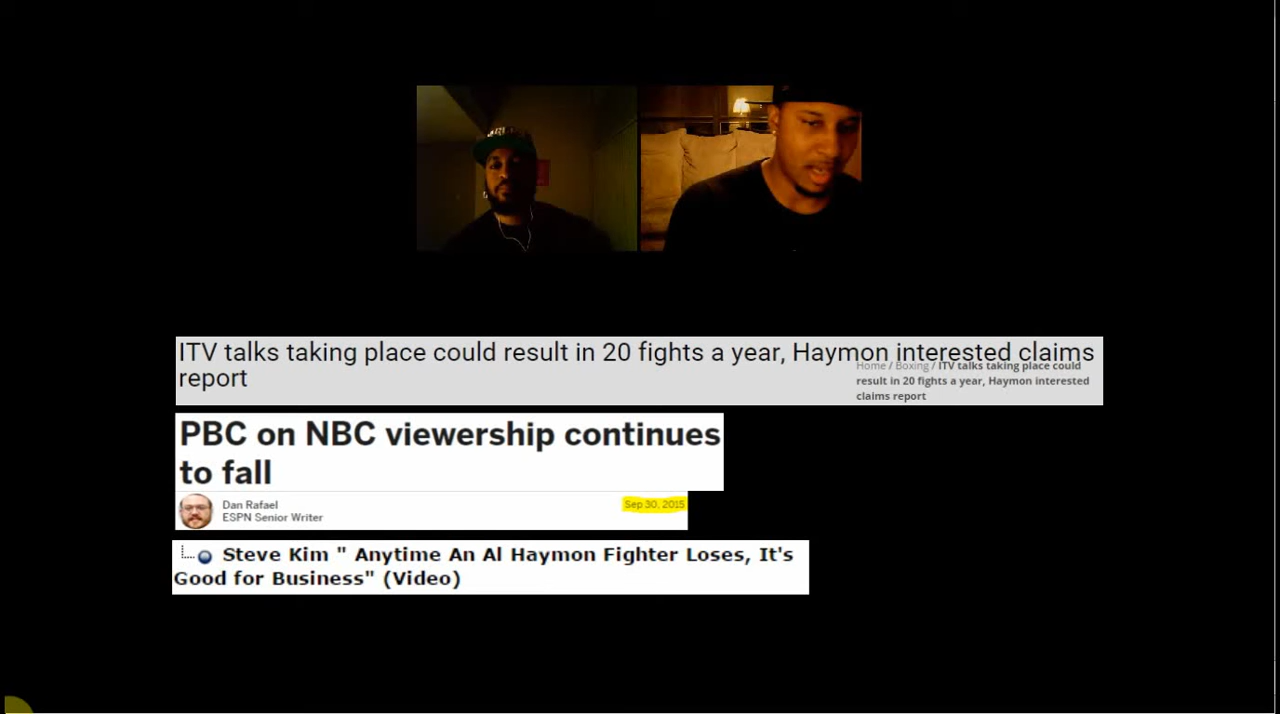 ITV talks taking place could result in 20 fights a year, Haymon interested claims
report
Home / Boxing / ITV talks taking place could
result in 20 fights a year, Haymon interested
claims report
PBC on NBC viewership continues
to fall
Dan Rafael
ESPN Senior Writer
Sep 30, 2015
Steve Kim " Anytime An Al Haymon Fighter Loses, It's
Good for Business" (Video)